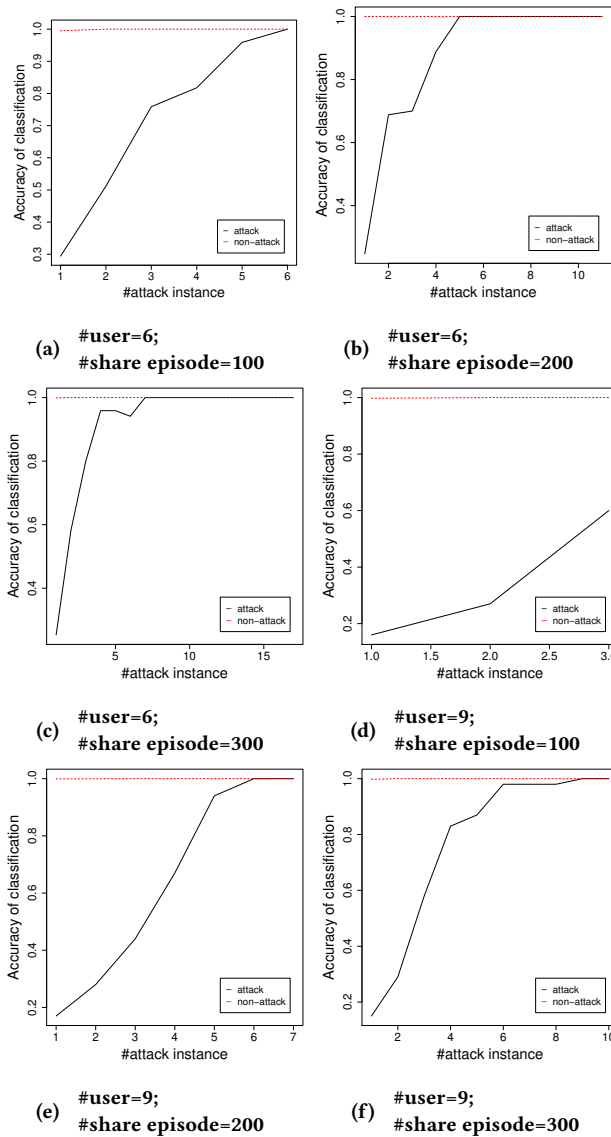 1.0
0.9
0.8
0.7
0.6
0.5
0.4
0.3
Accuracy of classification
attack
non−attack
1 2 3 4 5 6
#attack instance
(a) #user=6;
#share episode=100
1.0
0.8
0.6
0.4
Accuracy of classification
attack
non−attack
2 4 6 8 10
#attack instance
(b) #user=6;
#share episode=200
1.0
0.8
0.6
0.4
Accuracy of classification
attack
non−attack
5 10 15
#attack instance
(c) #user=6;
#share episode=300
1.0
0.8
0.6
0.4
0.2
Accuracy of classification
attack
non−attack
1.0 1.5 2.0 2.5 3.0
#attack instance
(d) #user=9;
#share episode=100
1.0
0.8
0.6
0.4
0.2
Accuracy of classification
attack
non−attack
1 2 3 4 5 6 7
#attack instance
(e) #user=9;
#share episode=200
1.0
0.8
0.6
0.4
0.2
Accuracy of classification
attack
non−attack
2 4 6 8 10
#attack instance
(f) #user=9;
#share episode=300